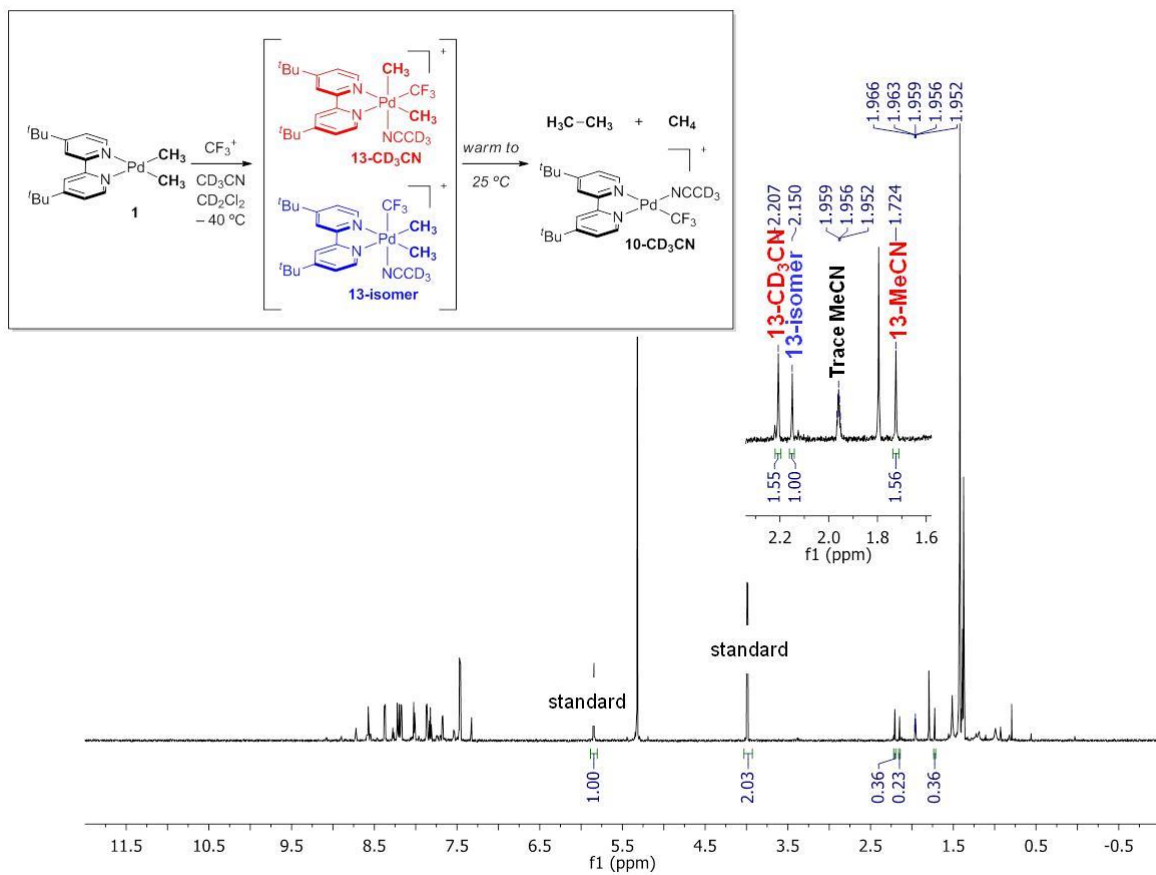 tBu
tBu
N
N
Pd
CH3
CH3
1
CF3+
CD3CN
CD2Cl2
– 40 ºC
tBu
tBu
N
N
Pd
CH3
CF3
CH3
NCCD3
+
13-CD3CN
tBu
tBu
N
N
Pd
CF3
CH3
CH3
NCCD3
+
13-isomer
warm to
25 ºC
H3C–CH3 + CH4
tBu
tBu
N
N
Pd
NCCD3
CF3
+
10-CD3CN
1.966
1.963
1.959
1.956
1.952
2.207
2.150
1.959
1.956
1.952
1.724
13-CD3CN
13-isomer
Trace MeCN
13-MeCN
1.55
1.00
1.56
2.2 2.0 1.8 1.6
f1 (ppm)
standard
standard
1.00
2.03
0.36
0.23
0.36
11.5 10.5 9.5 8.5 7.5 6.5 5.5 4.5 3.5 2.5 1.5 0.5 -0.5
f1 (ppm)